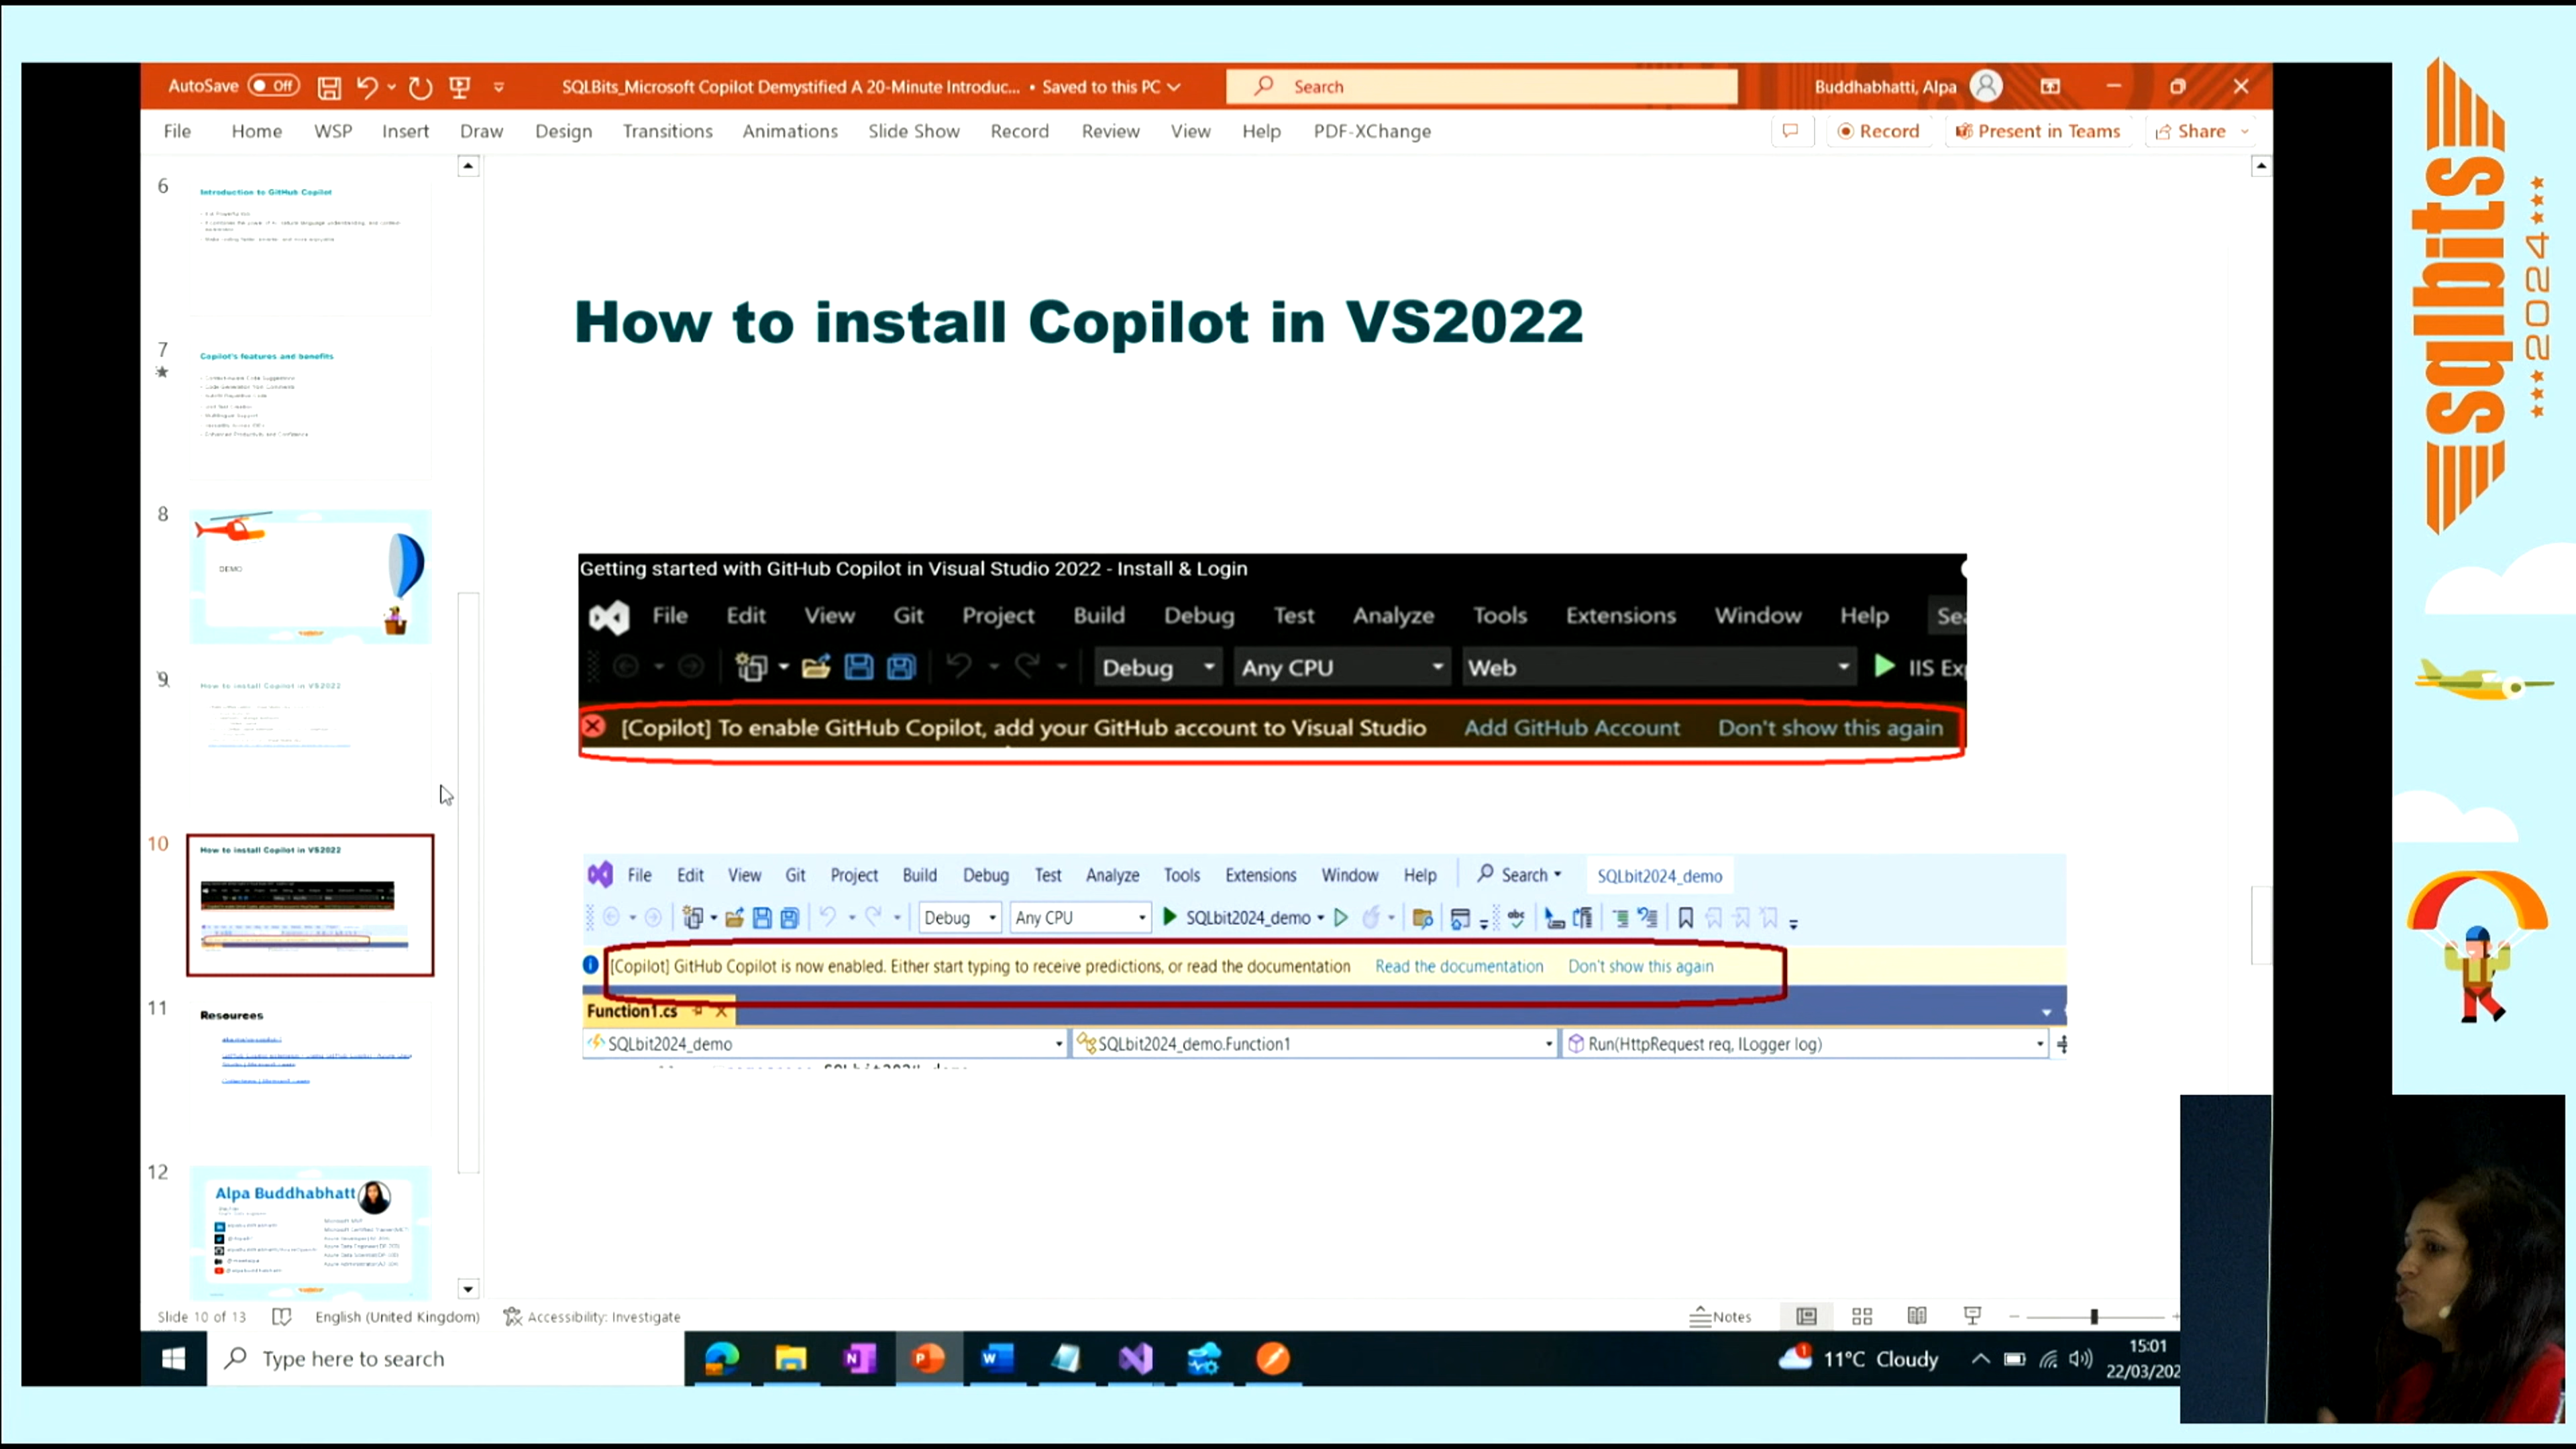 AutoSave Off
SQLBits_Microsoft Copilot Demystified A 20-Minute Introduc... • Saved to this PC
Search
Buddhabhatti, Alpa
File Home WSP Insert Draw Design Transitions Animations Slide Show Record Review View Help PDF-XChange
Record Present in Teams Share
6
Introduction to GitHub Copilot
7
Copilot's features and benefits
8
DEMO
9
How to install Copilot in VS2022
10
How to install Copilot in VS2022
11
Resources
12
Alpa Buddhabhatt
How to install Copilot in VS2022
Getting started with GitHub Copilot in Visual Studio 2022 - Install & Login
File Edit View Git Project Build Debug Test Analyze Tools Extensions Window Help Sea
Debug Any CPU Web IIS Exp
[Copilot] To enable GitHub Copilot, add your GitHub account to Visual Studio Add GitHub Account Don't show this again
File Edit View Git Project Build Debug Test Analyze Tools Extensions Window Help Search SQLbit2024_demo
Debug Any CPU SQLbit2024_demo
[Copilot] GitHub Copilot is now enabled. Either start typing to receive predictions, or read the documentation Read the documentation Don't show this again
Function1.cs
SQLbit2024_demo SQLbit2024_demo.Function1 Run(HttpRequest req, ILogger log)
Slide 10 of 13 English (United Kingdom) Accessibility: Investigate
Notes
Type here to search
11°C Cloudy
15:01
22/03/202
sqlbits
2024